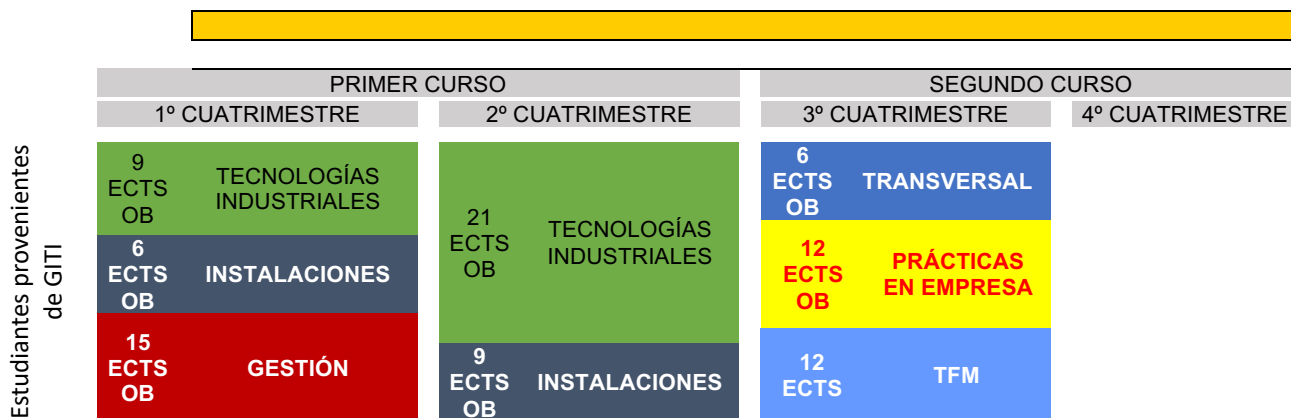 PRIMER CURSO
SEGUNDO CURSO
1º CUATRIMESTRE
2º CUATRIMESTRE
3º CUATRIMESTRE
4º CUATRIMESTRE
Estudiantes provenientes
de GITI
9
ECTS
OB
TECNOLOGÍAS
INDUSTRIALES
6
ECTS
OB
INSTALACIONES
15
ECTS
OB
GESTIÓN
21
ECTS
OB
TECNOLOGÍAS
INDUSTRIALES
9
ECTS
OB
INSTALACIONES
6
ECTS
OB
TRANSVERSAL
12
ECTS
OB
PRÁCTICAS
EN EMPRESA
12
ECTS
TFM